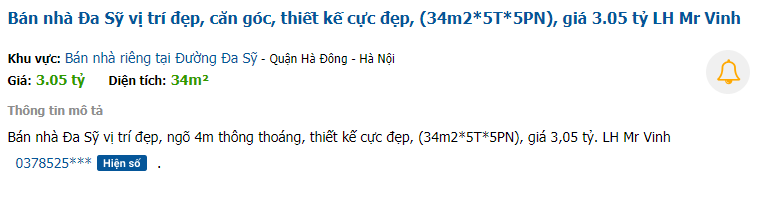 Bán nhà Đa Sỹ vị trí đẹp, căn góc, thiết kế cực đẹp, (34m2*5T*5PN), giá 3.05 tỷ LH Mr Vinh
Khu vực: Bán nhà riêng tại Đường Đa Sỹ - Quận Hà Đông - Hà Nội
Giá: 3.05 tỷ Diện tích: 34m²
Thông tin mô tả
Bán nhà Đa Sỹ vị trí đẹp, ngõ 4m thông thoáng, thiết kế cực đẹp, (34m2*5T*5PN), giá 3,05 tỷ. LH Mr Vinh
0378525*** Hiện số .